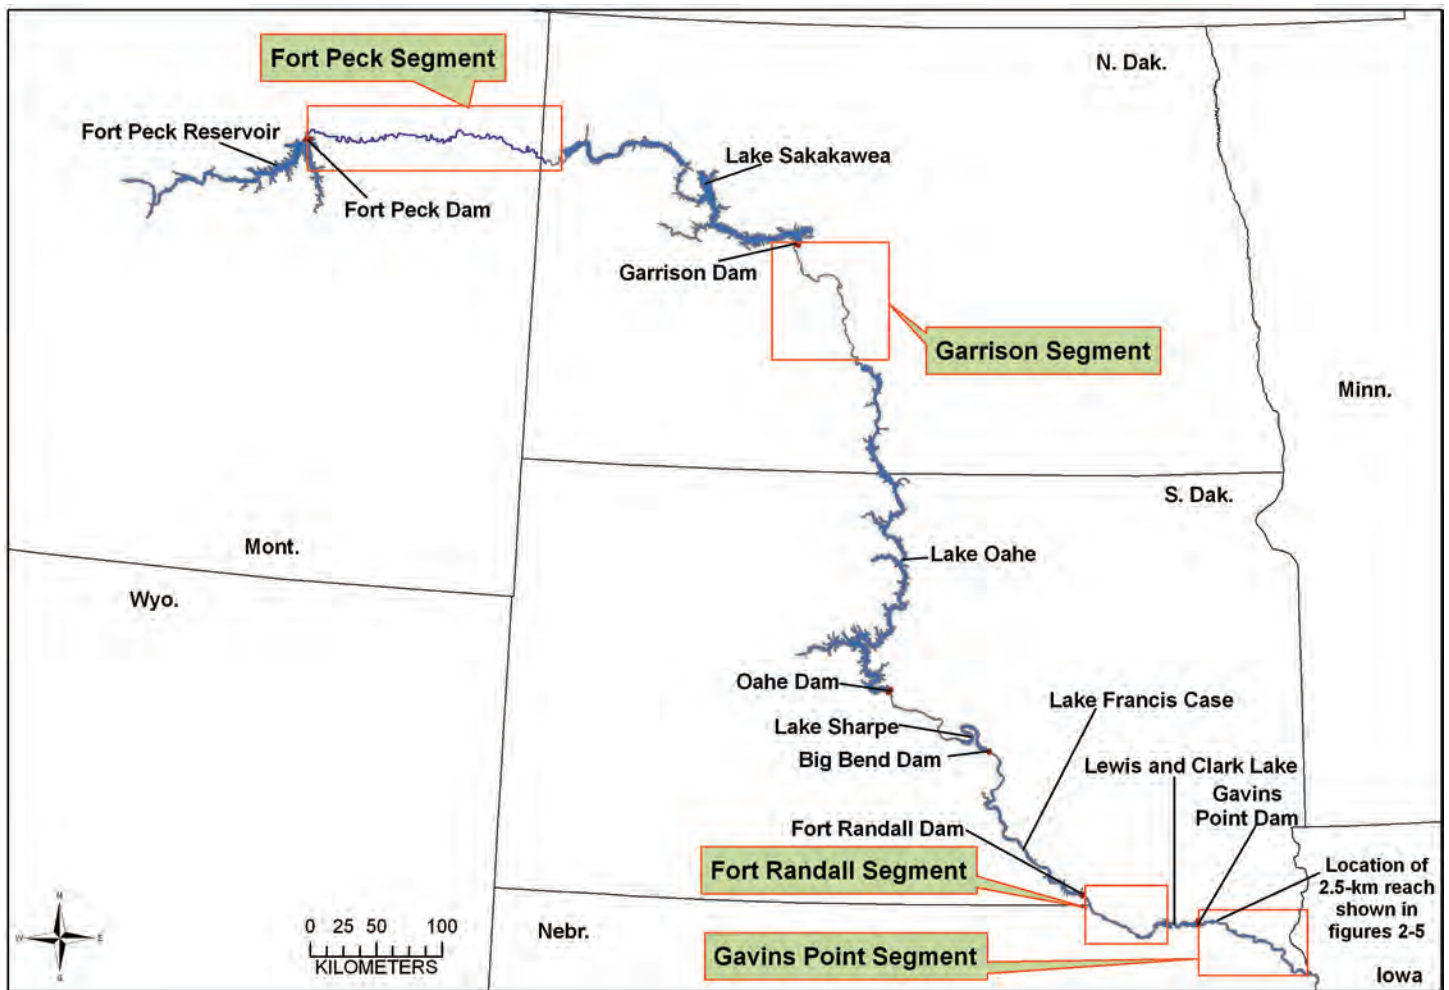 N. Dak.
Fort Peck Segment
Fort Peck Reservoir
Lake Sakakawea
Fort Peck Dam
Garrison Dam
Garrison Segment
Minn.
S. Dak.
Mont.
Lake Oahe
Wyo.
Oahe Dam
Lake Francis Case
Lake Sharpe
Big Bend Dam
Lewis and Clark Lake
Gavins
Point Dam
Fort Randall Dam
Fort Randall Segment
Location of
2.5-km reach
shown in
figures 2-5
N
W
E
S
0 25 50 100
KILOMETERS
Nebr.
Gavins Point Segment
Iowa